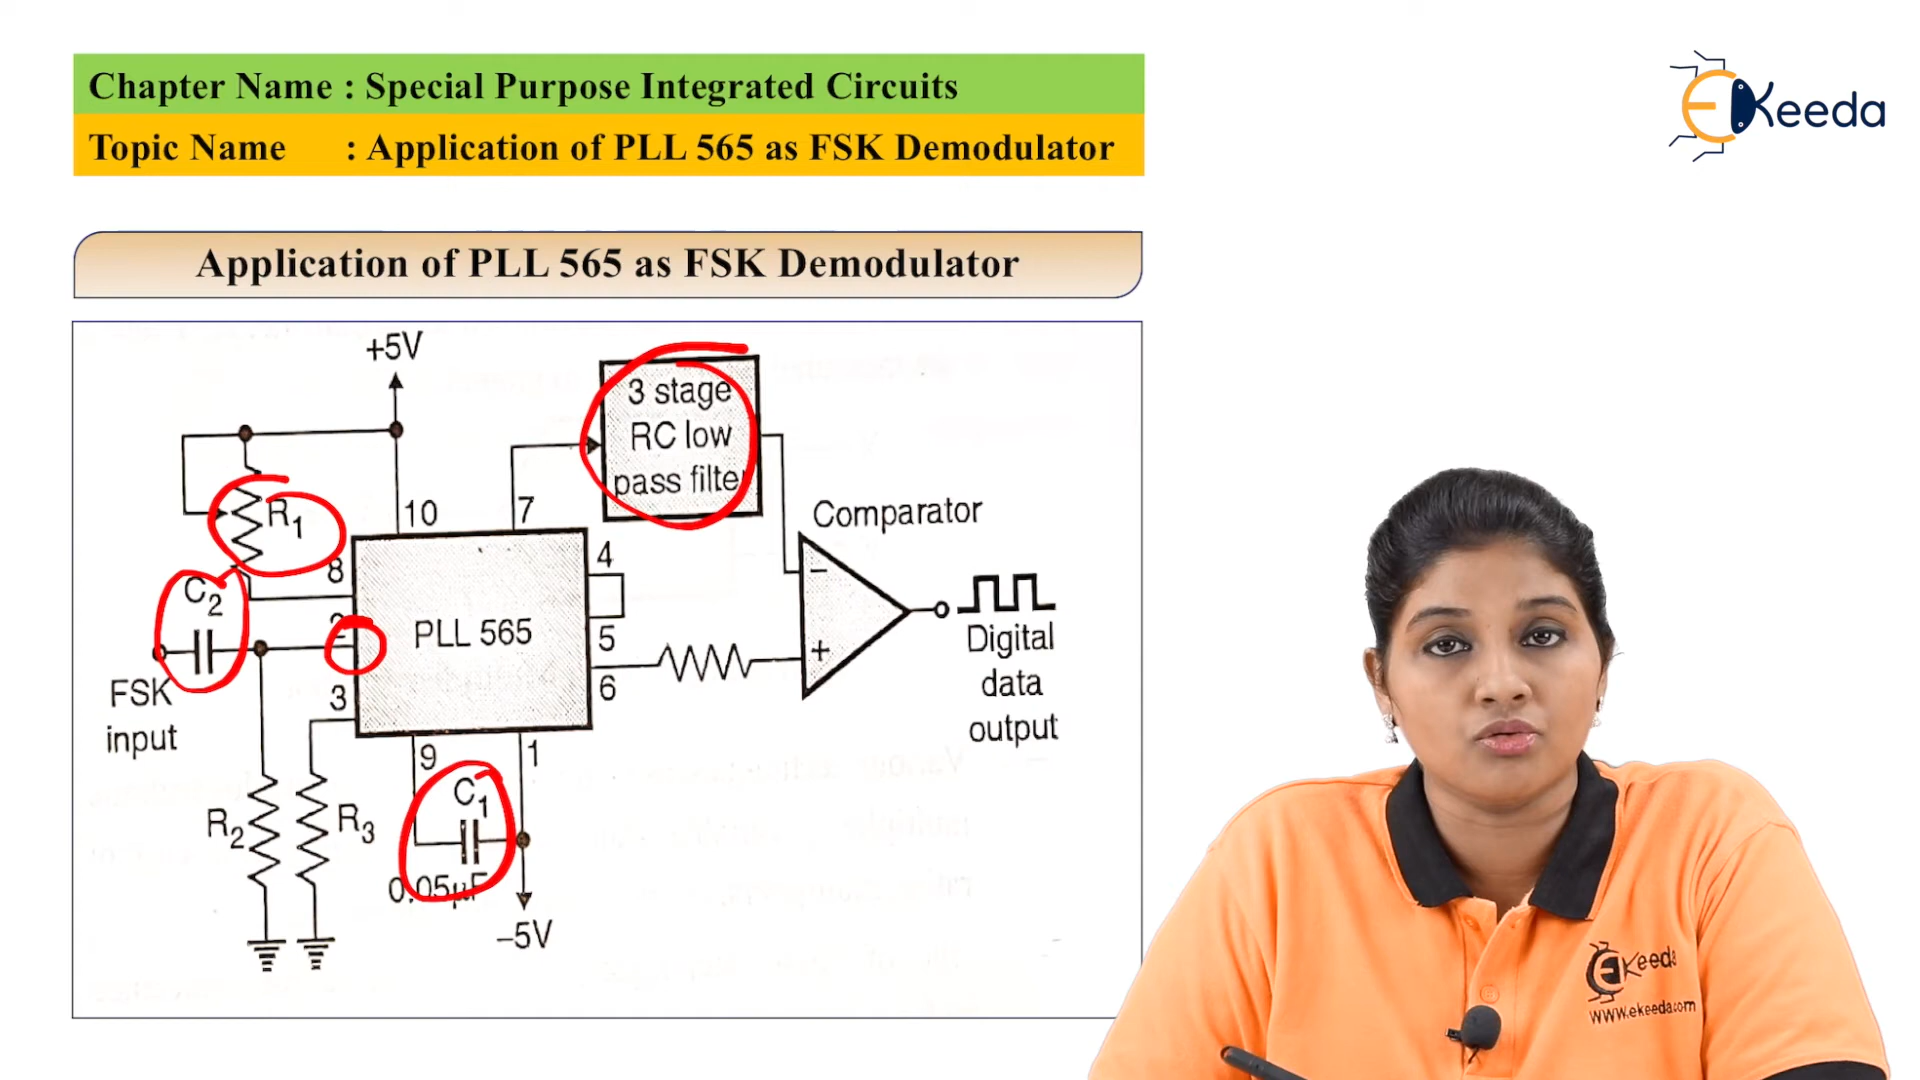 Chapter Name : Special Purpose Integrated Circuits
Topic Name : Application of PLL 565 as FSK Demodulator
EKeeda
Application of PLL 565 as FSK Demodulator
+5V
3 stage
RC low
pass filter
R1
10
7
Comparator
8
4
C2
2
PLL 565
5
−
+
6
FSK
input
3
Digital
data
output
9
1
C1
R2
R3
0.05µF
−5V
EKeeda
www.ekeeda.com